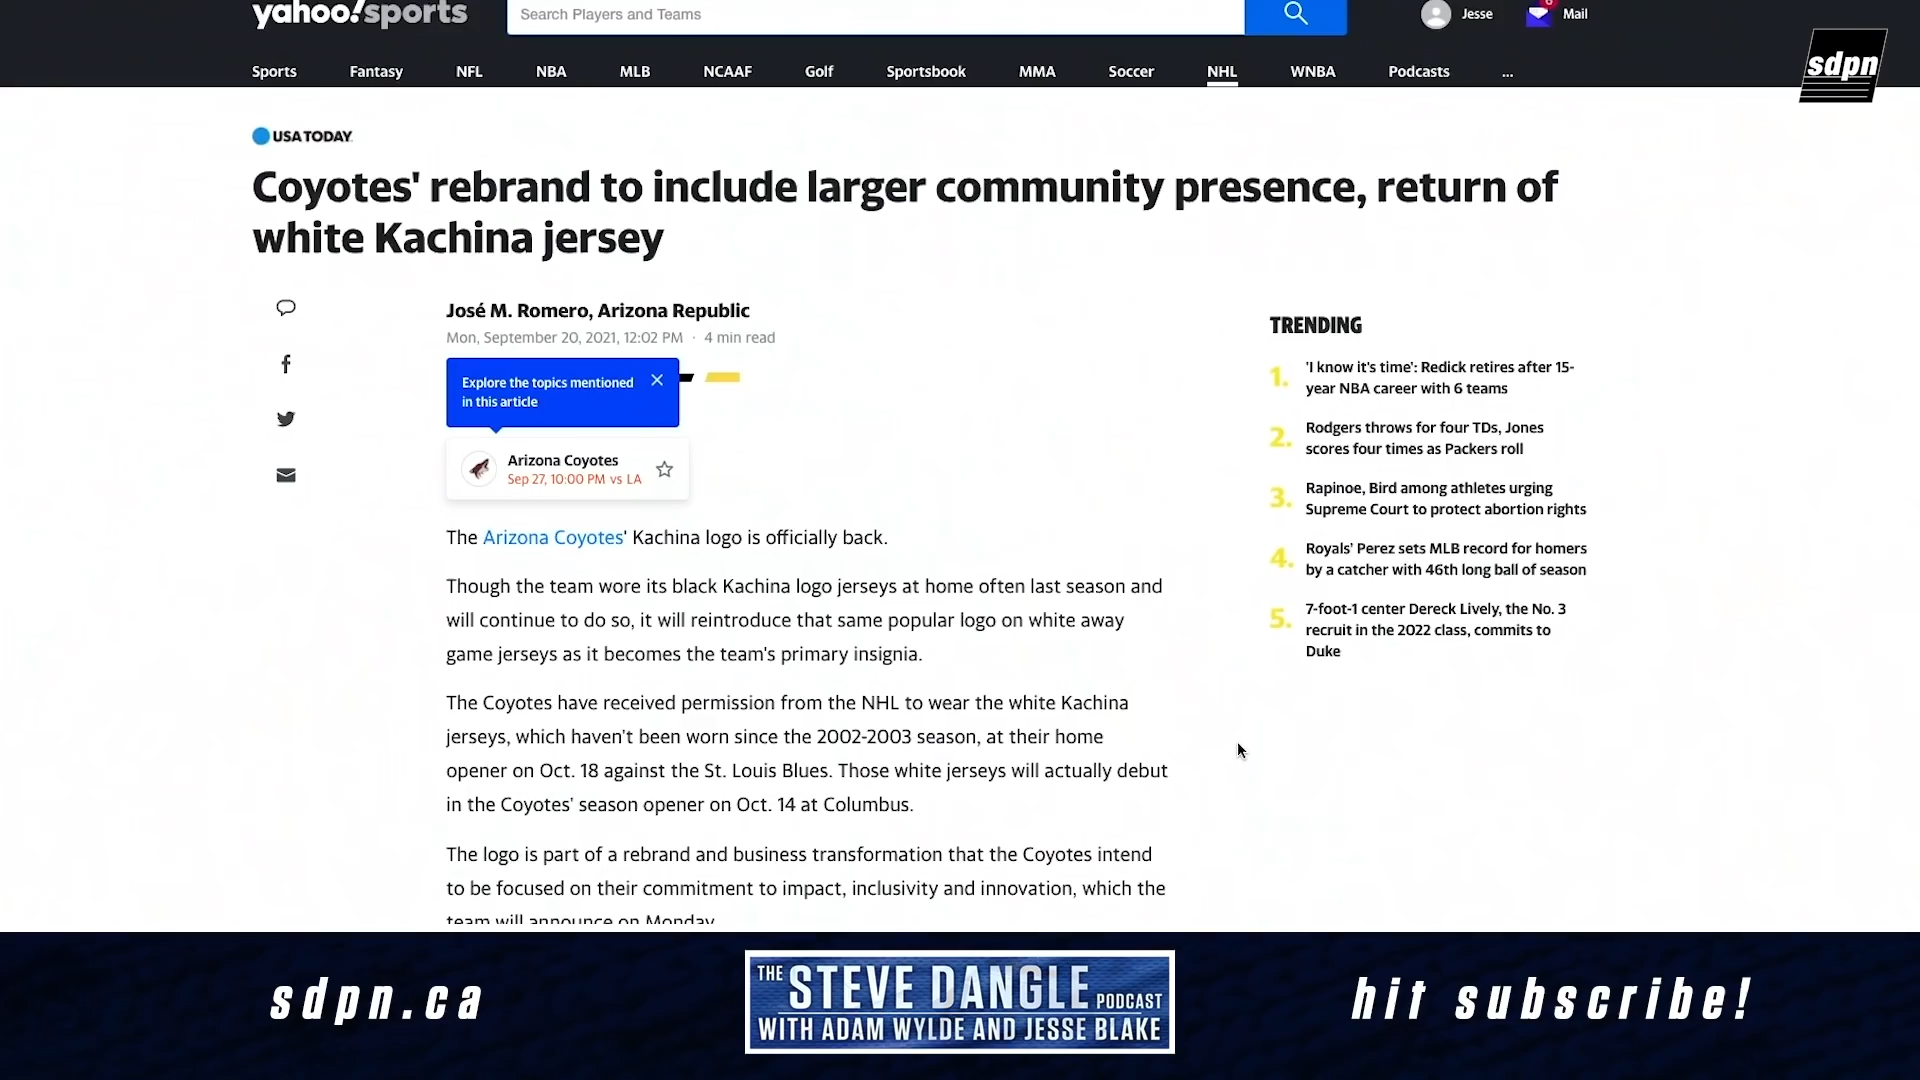 yahoo!sports
Search Players and Teams
Jesse
6
Mail
Sports
Fantasy
NFL
NBA
MLB
NCAAF
Golf
Sportsbook
MMA
Soccer
NHL
WNBA
Podcasts
...
sdpn
USA TODAY
Coyotes' rebrand to include larger community presence, return of
white Kachina jersey
José M. Romero, Arizona Republic
Mon, September 20, 2021, 12:02 PM · 4 min read
Explore the topics mentioned
in this article
Arizona Coyotes
Sep 27, 10:00 PM vs LA
The Arizona Coyotes' Kachina logo is officially back.
Though the team wore its black Kachina logo jerseys at home often last season and
will continue to do so, it will reintroduce that same popular logo on white away
game jerseys as it becomes the team's primary insignia.
The Coyotes have received permission from the NHL to wear the white Kachina
jerseys, which haven't been worn since the 2002-2003 season, at their home
opener on Oct. 18 against the St. Louis Blues. Those white jerseys will actually debut
in the Coyotes' season opener on Oct. 14 at Columbus.
The logo is part of a rebrand and business transformation that the Coyotes intend
to be focused on their commitment to impact, inclusivity and innovation, which the
team will announce on Monday.
TRENDING
1. 'I know it's time': Redick retires after 15-
year NBA career with 6 teams
2. Rodgers throws for four TDs, Jones
scores four times as Packers roll
3. Rapinoe, Bird among athletes urging
Supreme Court to protect abortion rights
4. Royals' Perez sets MLB record for homers
by a catcher with 46th long ball of season
5. 7-foot-1 center Dereck Lively, the No. 3
recruit in the 2022 class, commits to
Duke
sdpn.ca
THE STEVE DANGLE PODCAST
WITH ADAM WYLDE AND JESSE BLAKE
hit subscribe!